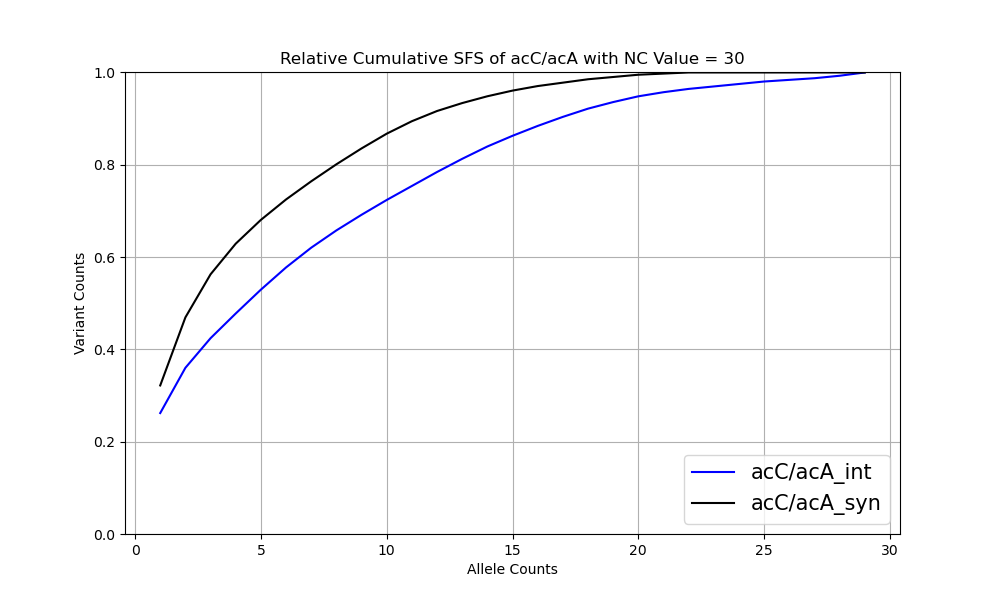 Relative Cumulative SFS of acC/acA with NC Value = 30
1.0
0.8
0.6
0.4
0.2
0.0
Variant Counts
0 5 10 15 20 25 30
Allele Counts
acC/acA_int
acC/acA_syn